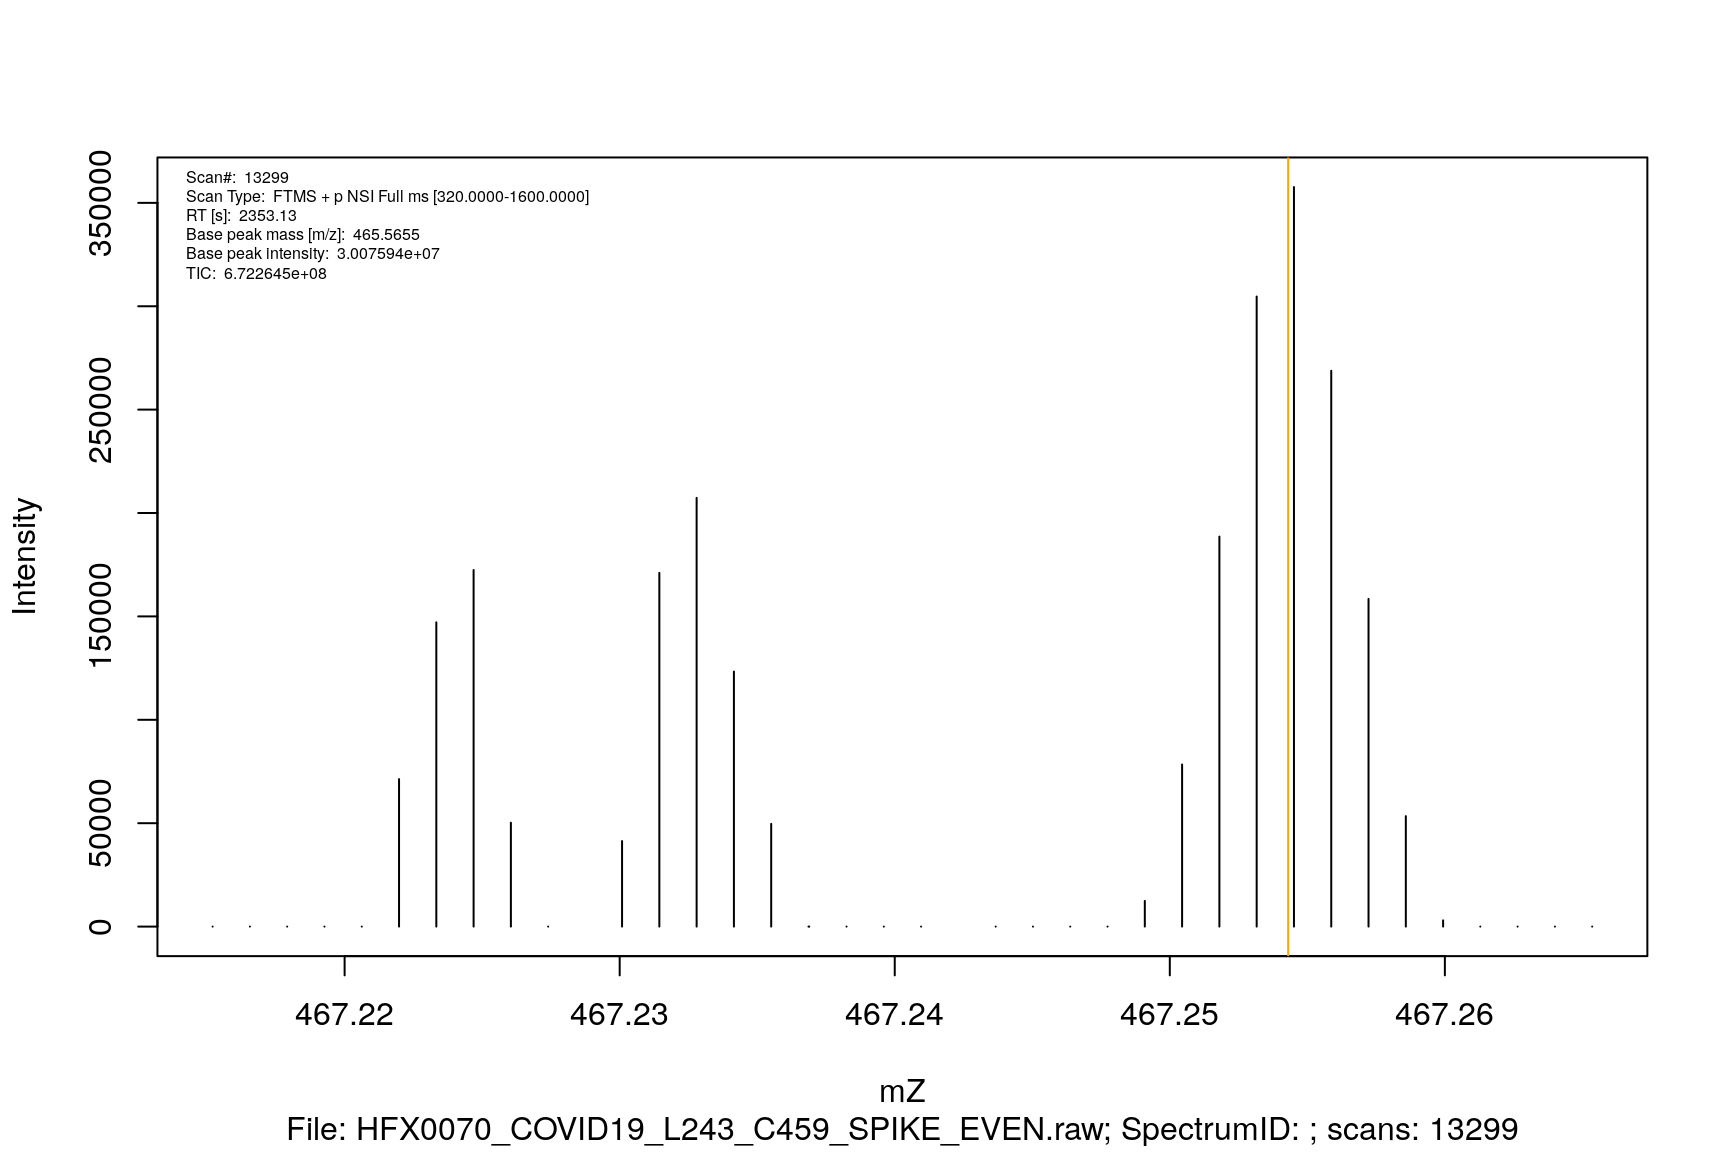 Scan#: 13299
Scan Type: FTMS + p NSI Full ms [320.0000-1600.0000]
RT [s]: 2353.13
Base peak mass [m/z]: 465.5655
Base peak intensity: 3.007594e+07
TIC: 6.722645e+08
350000
250000
150000
50000
0
Intensity
467.22 467.23 467.24 467.25 467.26
mZ
File: HFX0070_COVID19_L243_C459_SPIKE_EVEN.raw; SpectrumID: ; scans: 13299